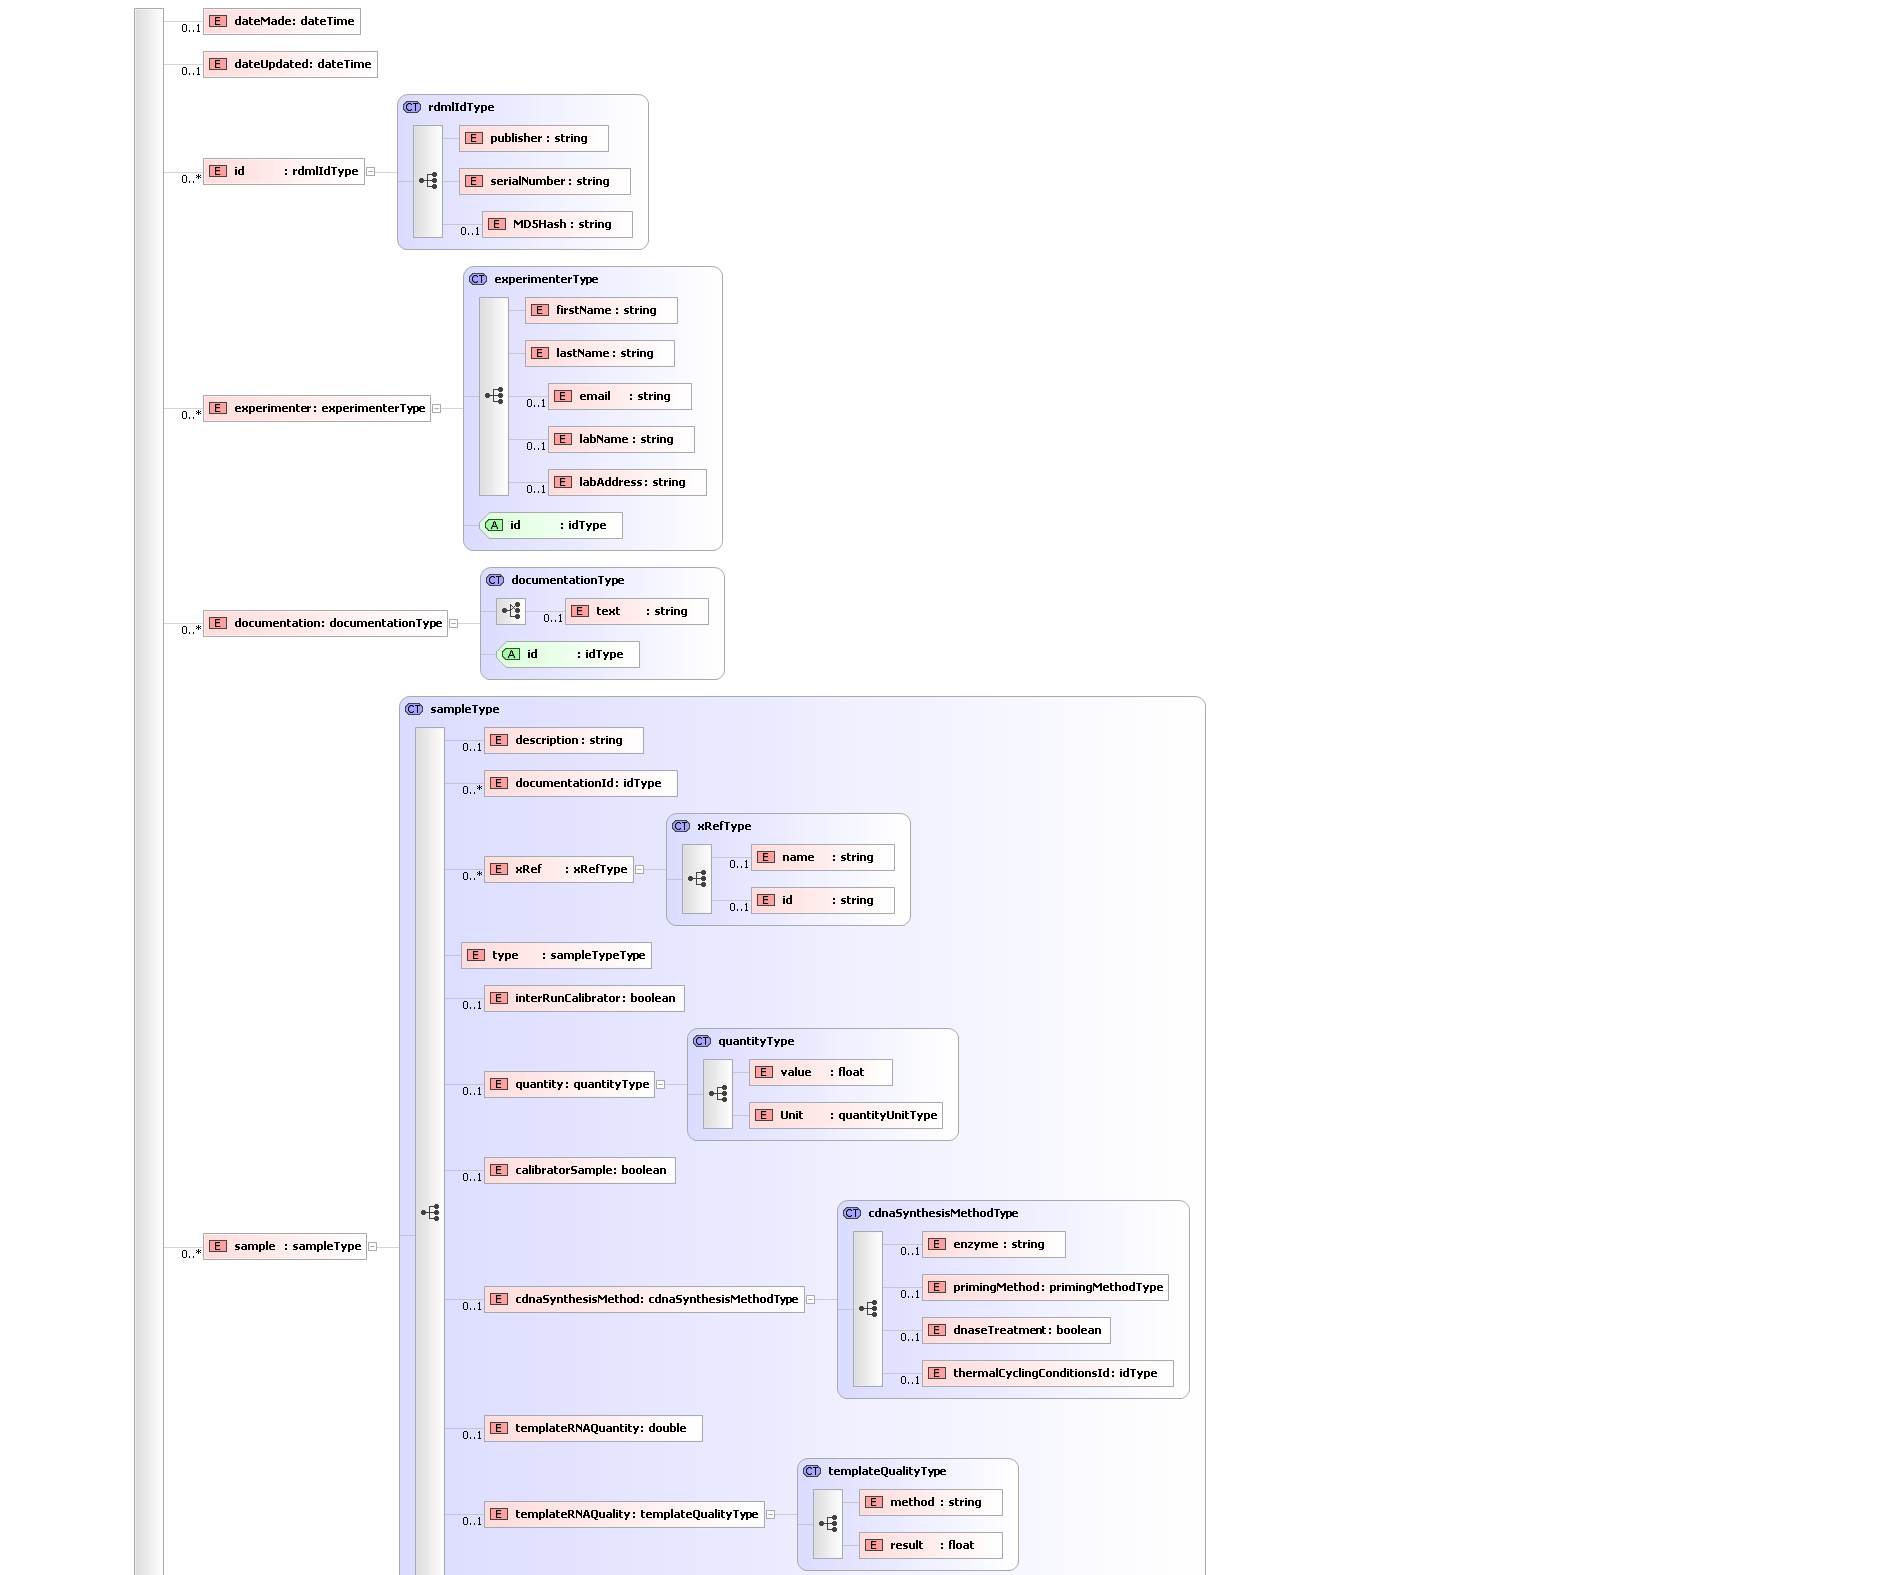 E dateMade: dateTime
0..1
E dateUpdated: dateTime
0..1
CT rdmlIdType
E publisher : string
E id : rdmlIdType
0..*
E serialNumber : string
E MD5Hash : string
0..1
CT experimenterType
E firstName : string
E lastName : string
E email : string
0..1
E experimenter: experimenterType
0..*
E labName : string
0..1
E labAddress: string
0..1
A id : idType
CT documentationType
E text : string
0..1
E documentation: documentationType
0..*
A id : idType
CT sampleType
E description : string
0..1
E documentationId: idType
0..*
CT xRefType
E name : string
0..1
E xRef : xRefType
0..*
E id : string
0..1
E type : sampleTypeType
E interRunCalibrator: boolean
0..1
CT quantityType
E value : float
E quantity: quantityType
0..1
E Unit : quantityUnitType
E calibratorSample: boolean
0..1
CT cdnaSynthesisMethodType
E enzyme : string
0..1
E sample : sampleType
0..*
E primingMethod: primingMethodType
0..1
E cdnaSynthesisMethod: cdnaSynthesisMethodType
0..1
E dnaseTreatment: boolean
0..1
E thermalCyclingConditionsId: idType
0..1
E templateRNAQuantity: double
0..1
CT templateQualityType
E method : string
E templateRNAQuality: templateQualityType
0..1
E result : float